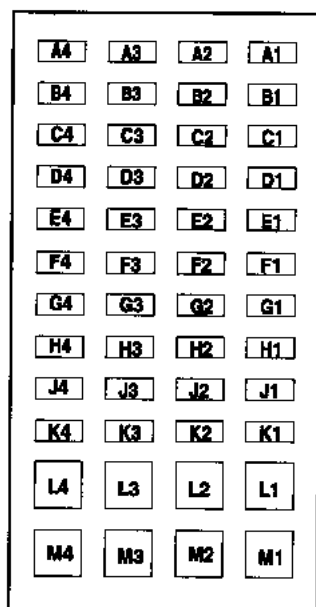 A4 A3 A2 A1
B4 B3 B2 B1
C4 C3 C2 C1
D4 D3 D2 D1
E4 E3 E2 E1
F4 F3 F2 F1
G4 G3 G2 G1
H4 H3 H2 H1
J4 J3 J2 J1
K4 K3 K2 K1
L4 L3 L2 L1
M4 M3 M2 M1